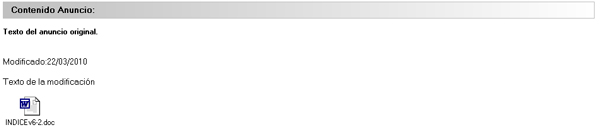 Contenido Anuncio:
Texto del anuncio original.
Modificado:22/03/2010
Texto de la modificación
INDICEv6-2.doc